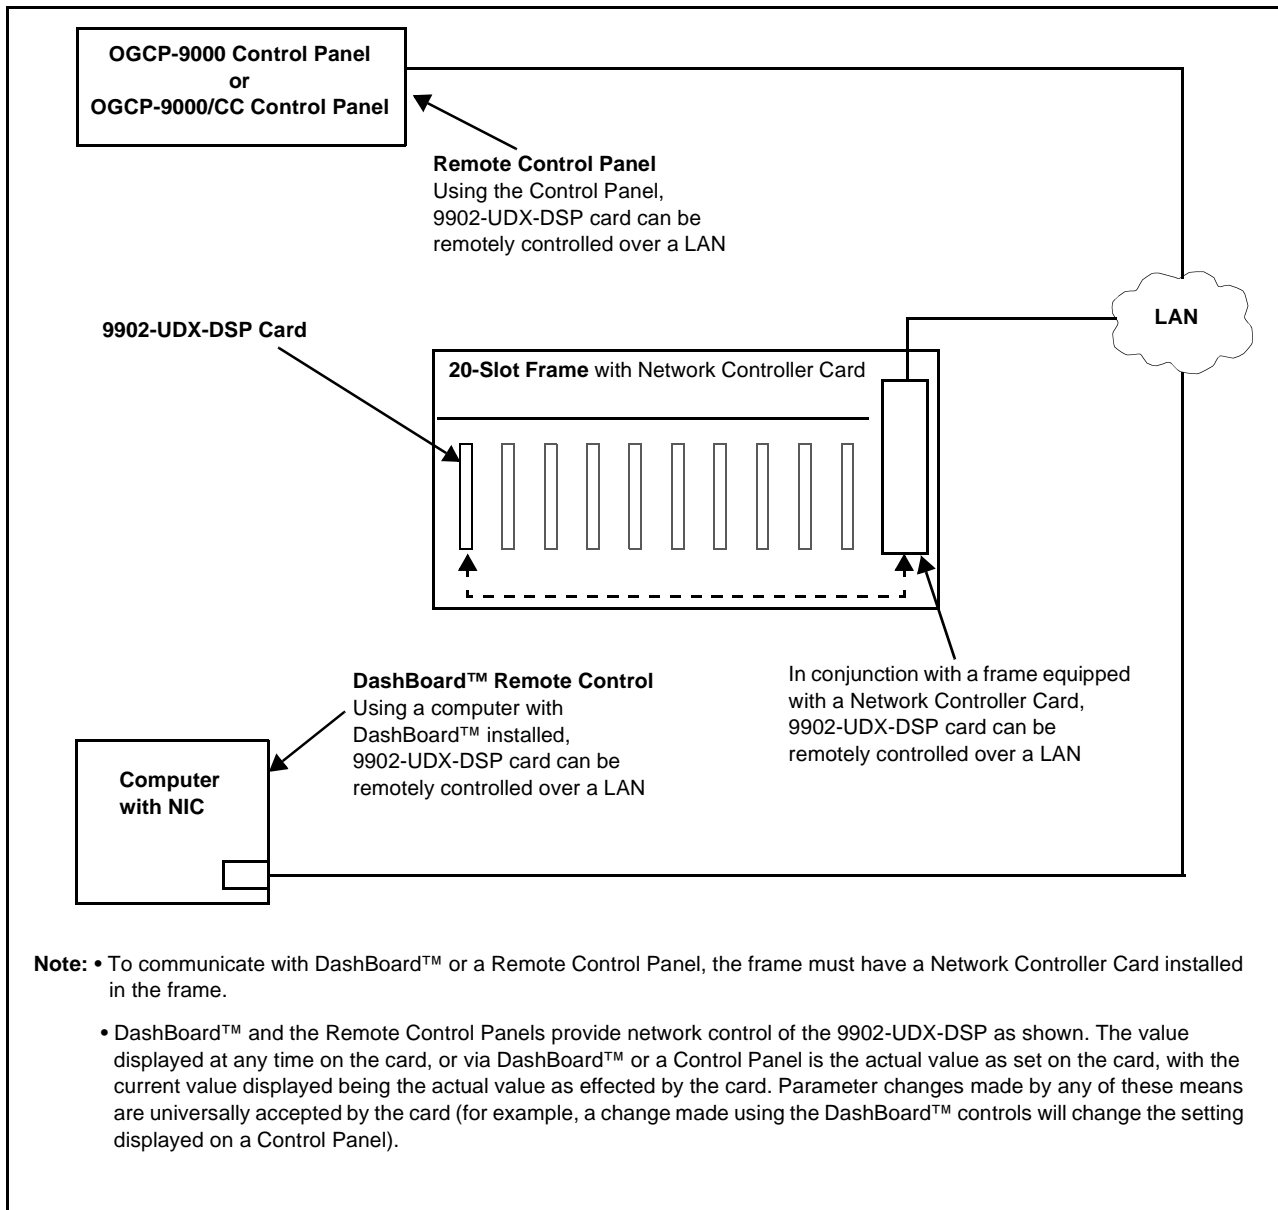 OGCP-9000 Control Panel
or
OGCP-9000/CC Control Panel
Remote Control Panel
Using the Control Panel,
9902-UDX-DSP card can be
remotely controlled over a LAN
LAN
9902-UDX-DSP Card
20-Slot Frame with Network Controller Card
DashBoard™ Remote Control
Using a computer with
DashBoard™ installed,
9902-UDX-DSP card can be
remotely controlled over a LAN
In conjunction with a frame equipped
with a Network Controller Card,
9902-UDX-DSP card can be
remotely controlled over a LAN
Computer
with NIC
Note: • To communicate with DashBoard™ or a Remote Control Panel, the frame must have a Network Controller Card installed
in the frame.
• DashBoard™ and the Remote Control Panels provide network control of the 9902-UDX-DSP as shown. The value
displayed at any time on the card, or via DashBoard™ or a Control Panel is the actual value as set on the card, with the
current value displayed being the actual value as effected by the card. Parameter changes made by any of these means
are universally accepted by the card (for example, a change made using the DashBoard™ controls will change the setting
displayed on a Control Panel).